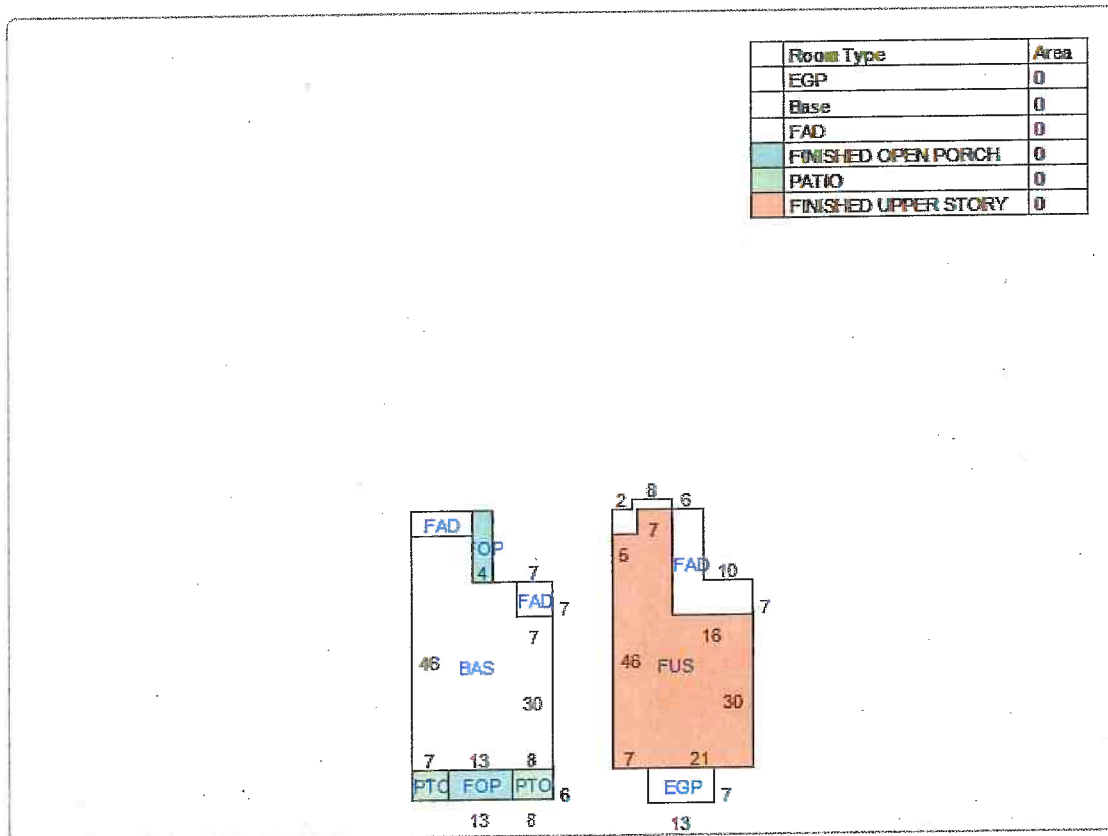 Room Type Area
EGP 0
Base 0
FAD 0
FINISHED OPEN PORCH 0
PATIO 0
FINISHED UPPER STORY 0
8
2 6
FAD
7
FOP
5
4 7
FAD 10
FAD 7
7
7
16
46 BAS
46 FUS
30
30
7 13 8
7 21
PTO FOP PTO 6
EGP 7
13 8
13